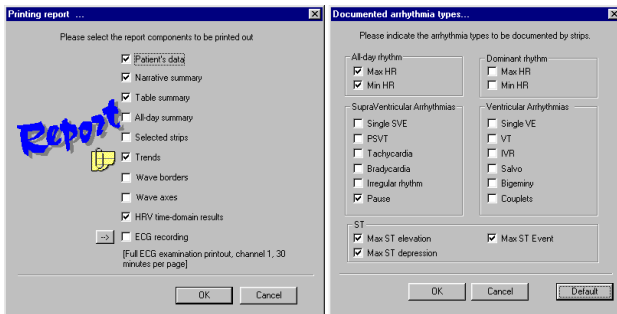 Printing report ...
Please select the report components to be printed out
Patient's data
Narrative summary
Table summary
All-day summary
Report
Selected strips
Trends
Wave borders
Wave axes
HRV time-domain results
--> ECG recording
[Full ECG examination printout, channel 1, 30
minutes per page]
OK Cancel
Documented arrhythmia types...
Please indicate the arrhythmia types to be documented by strips.
All-day rhythm
Max HR
Min HR
Dominant rhythm
Max HR
Min HR
SupraVentricular Arrhythmias
Single SVE
PSVT
Tachycardia
Bradycardia
Irregular rhythm
Pause
Ventricular Arrhythmias
Single VE
VT
IVR
Salvo
Bigeminy
Couplets
ST
Max ST elevation Max ST Event
Max ST depression
OK Cancel Default